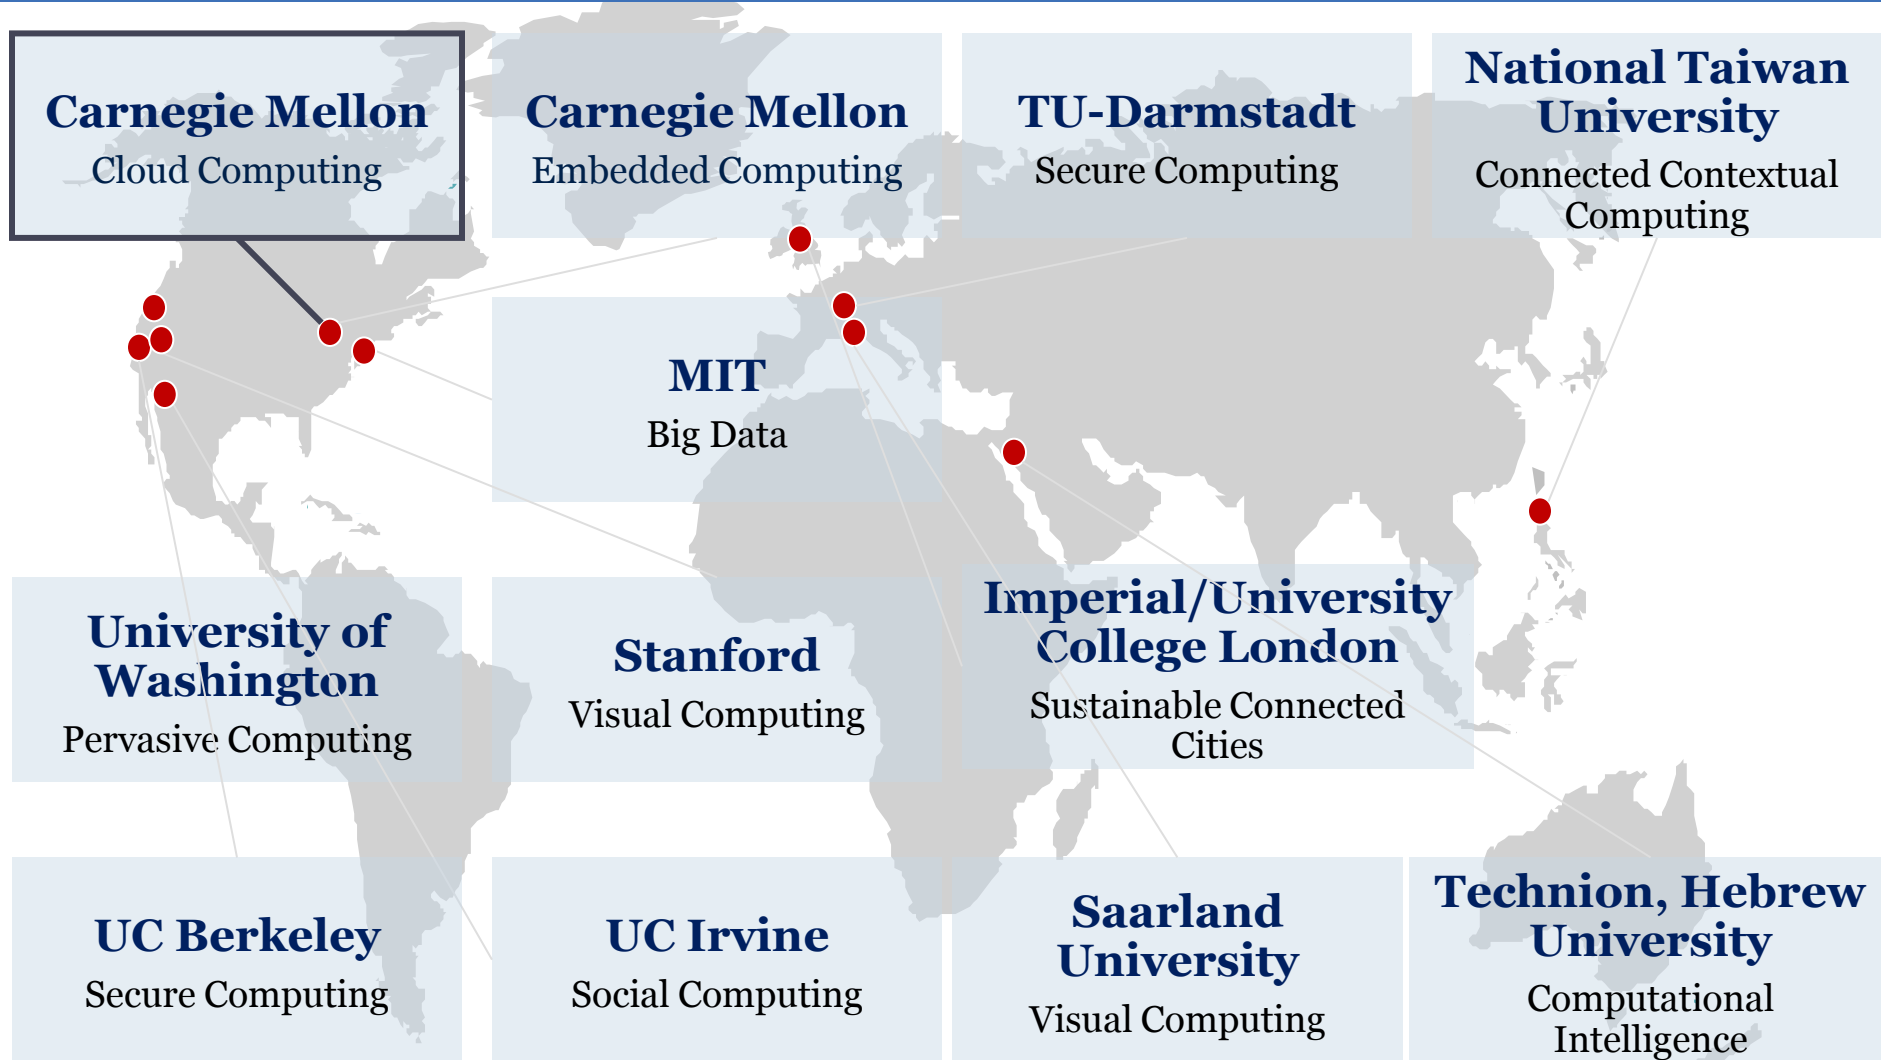 Carnegie Mellon
Cloud Computing
Carnegie Mellon
Embedded Computing
TU-Darmstadt
Secure Computing
National Taiwan
University
Connected Contextual
Computing
MIT
Big Data
University of
Washington
Pervasive Computing
Stanford
Visual Computing
Imperial/University
College London
Sustainable Connected
Cities
UC Berkeley
Secure Computing
UC Irvine
Social Computing
Saarland
University
Visual Computing
Technion, Hebrew
University
Computational
Intelligence